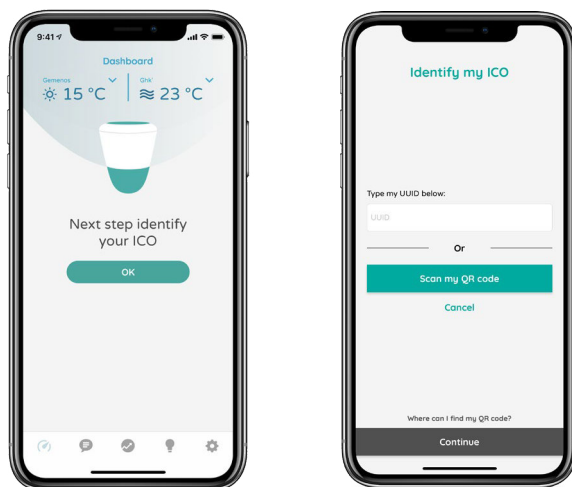 9:41
Dashboard
Gemenos
15 °C
Ghk'
23 °C
Next step identify
your ICO
OK
Identify my ICO
Type my UUID below:
UUID
Or
Scan my QR code
Cancel
Where can I find my QR code?
Continue